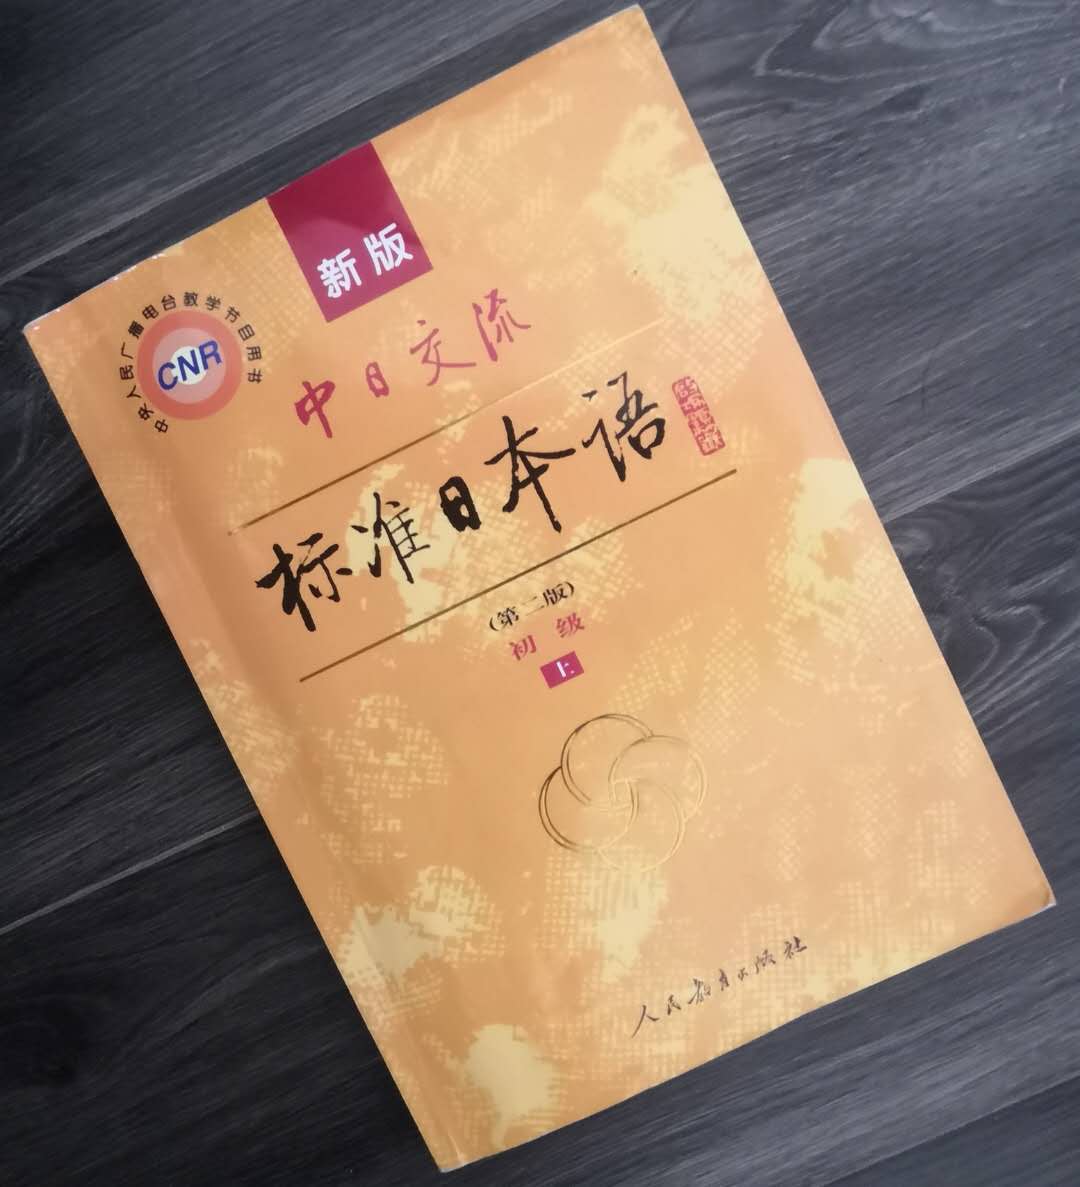 新版
中央人民广播电台教学节目用书
CNR
中日交流
标准日本语
(第二版)
初级
上
人民教育出版社